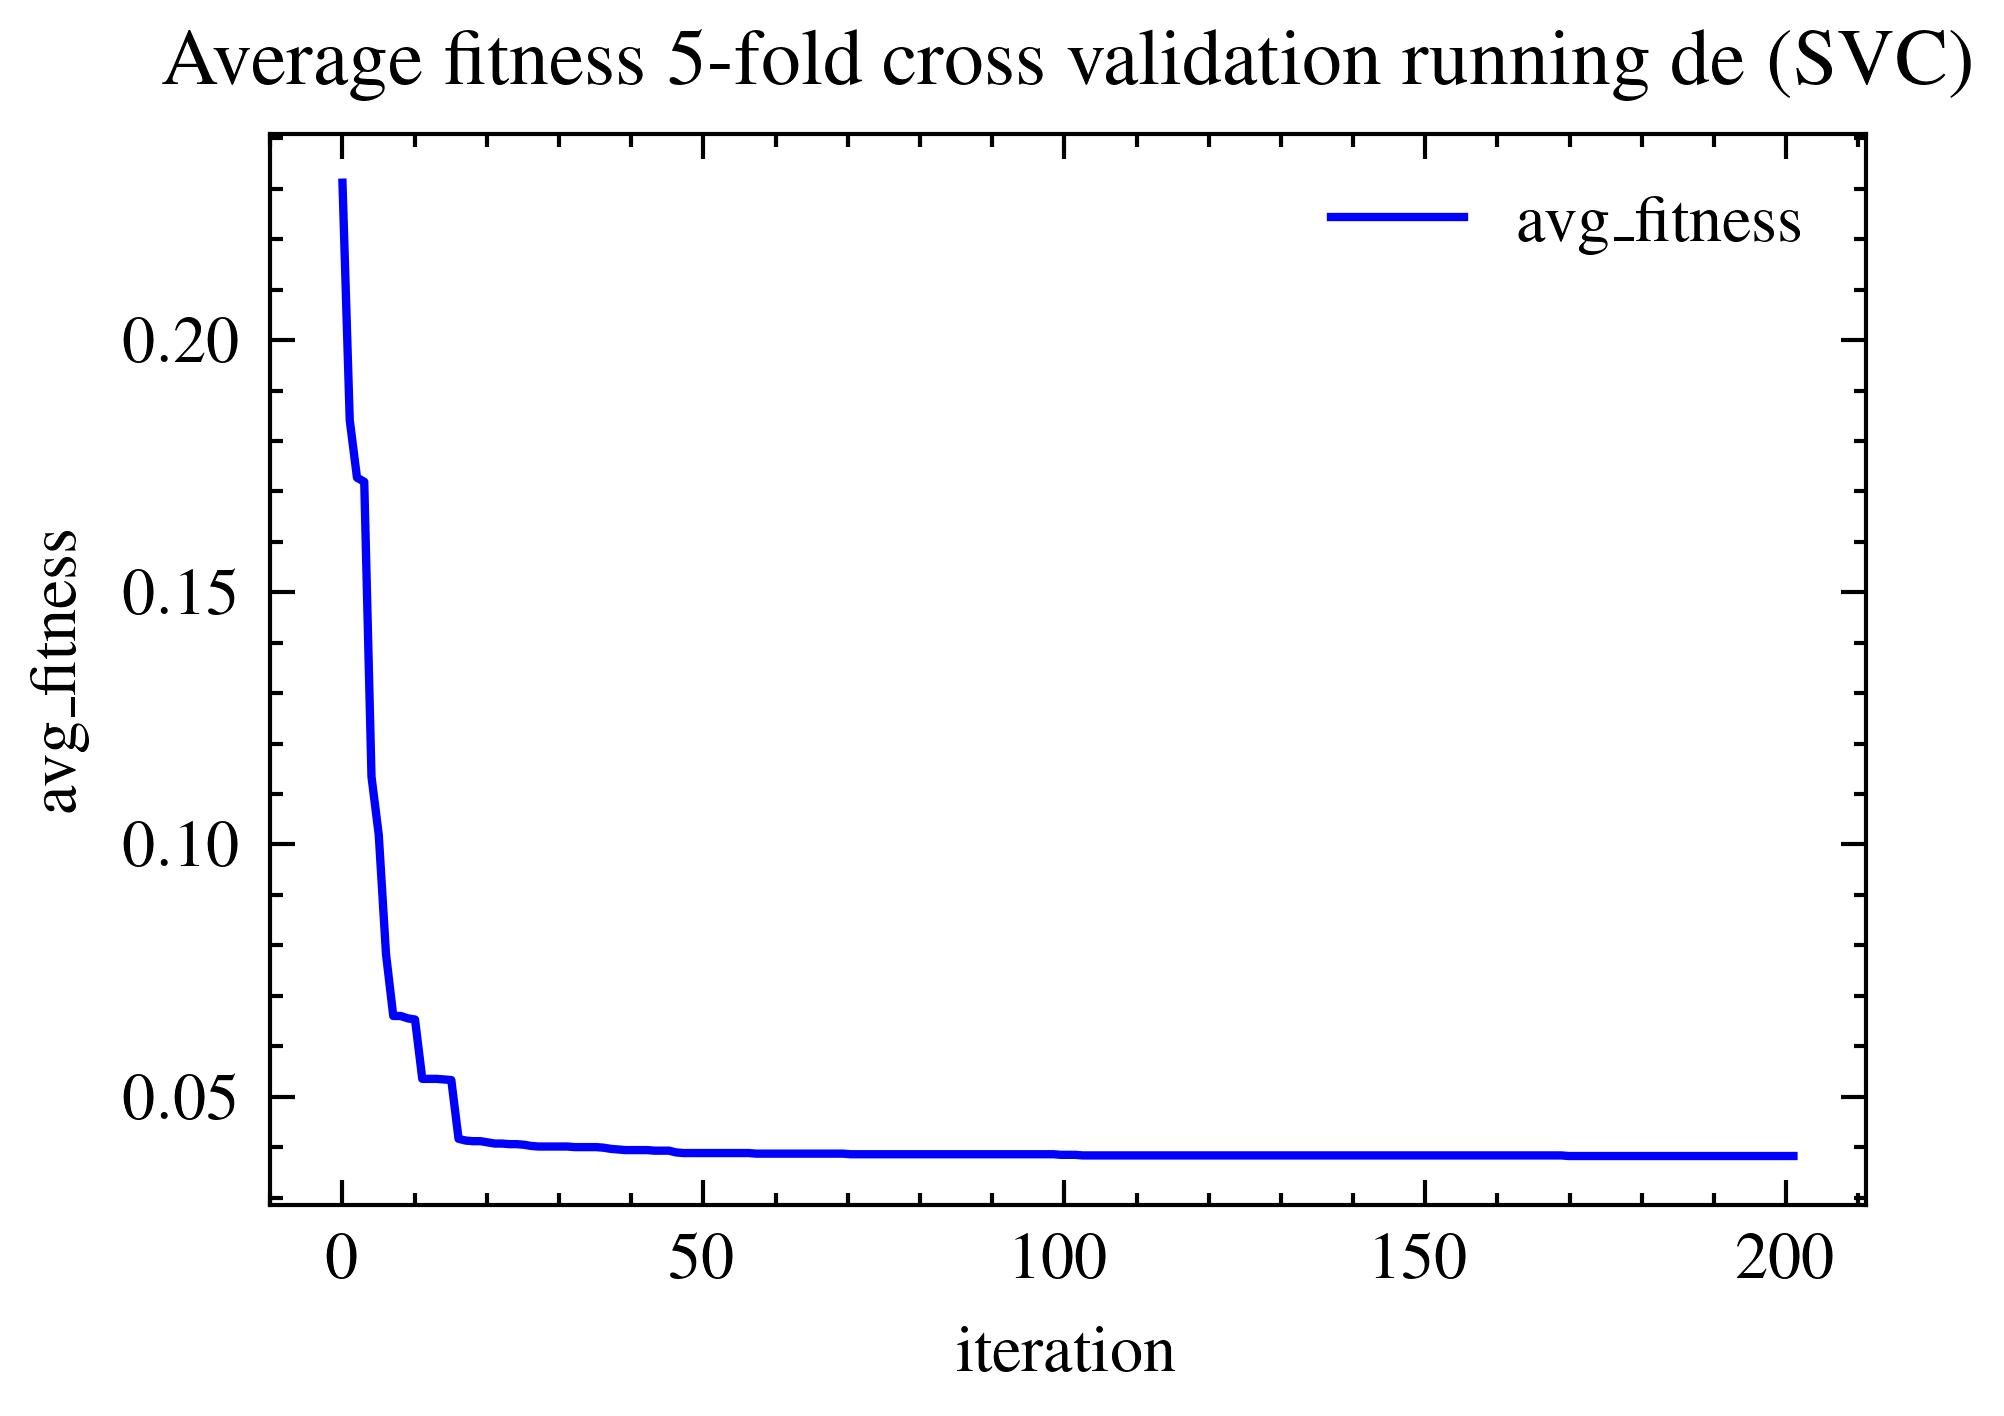 Average fitness 5-fold cross validation running de (SVC)
avg_fitness
0.20
0.15
0.10
0.05
avg_fitness
0 50 100 150 200
iteration